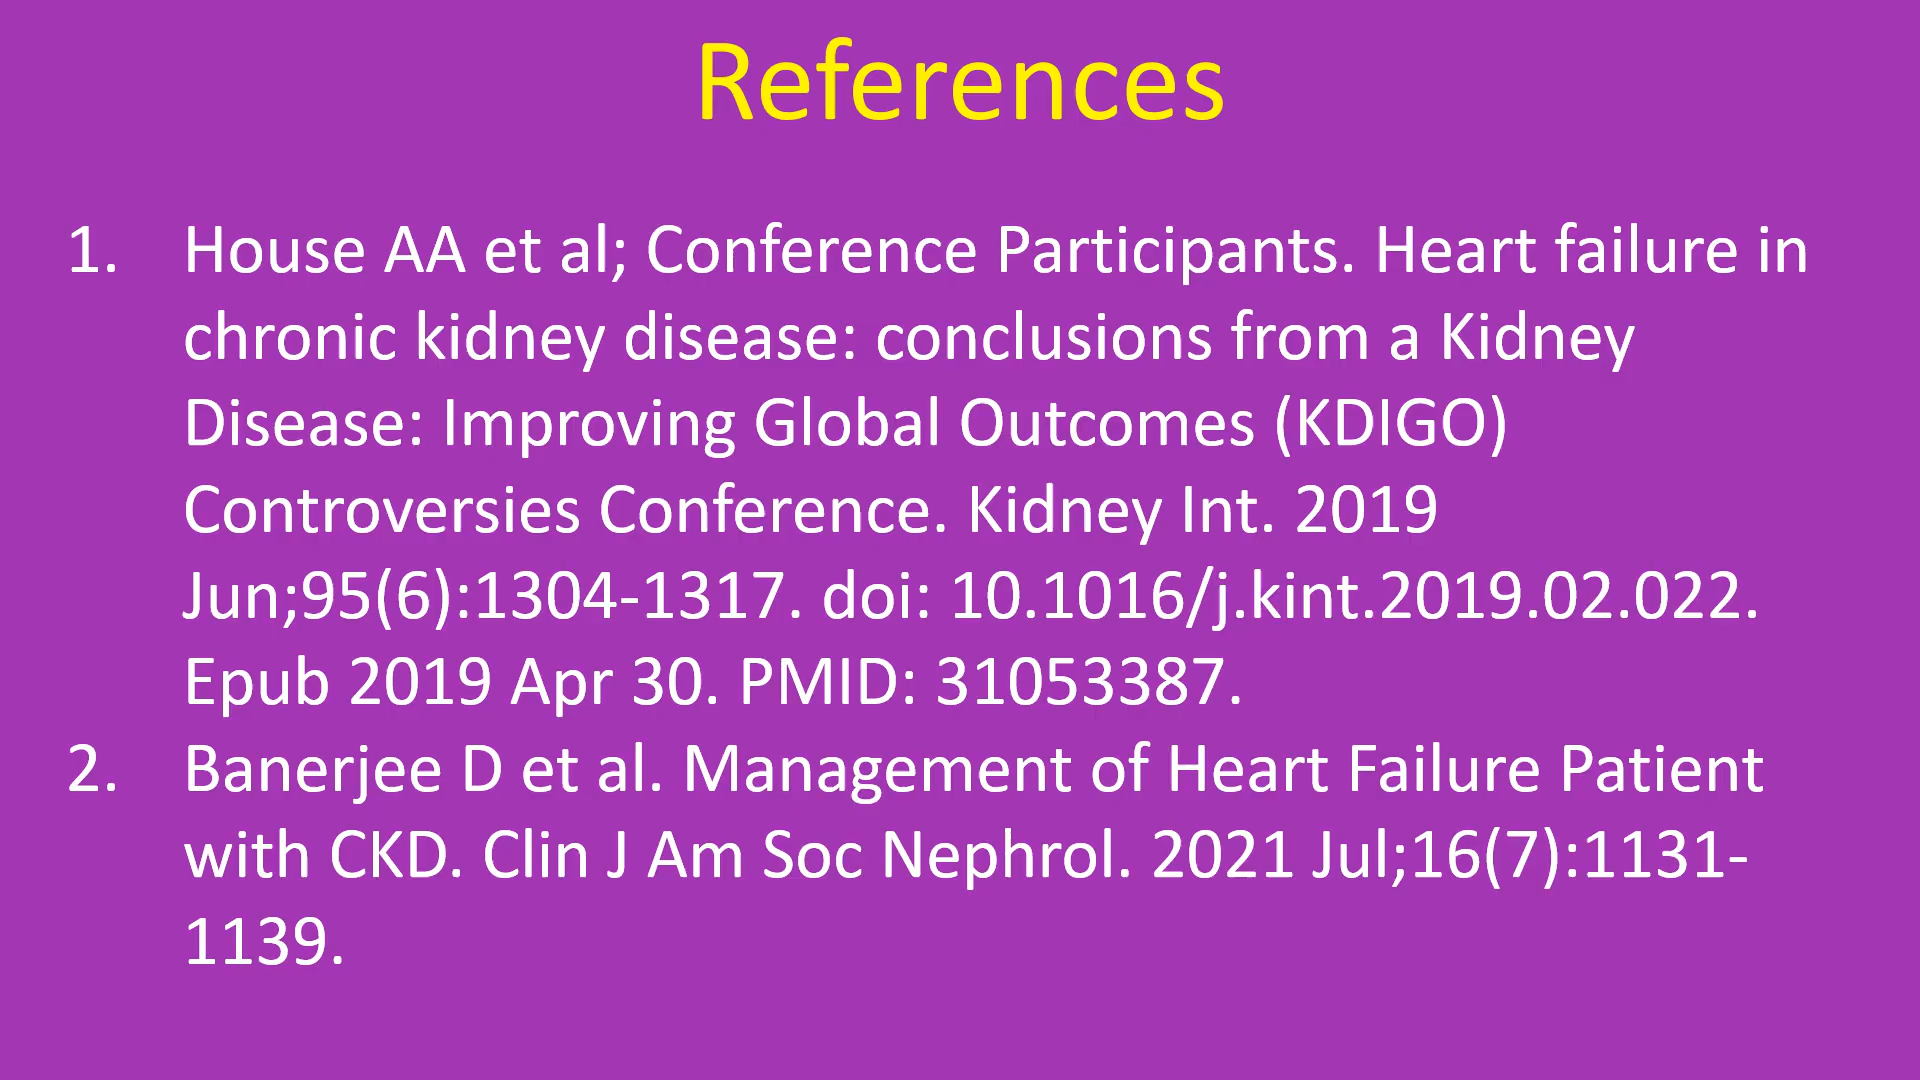 References
1. House AA et al; Conference Participants. Heart failure in
chronic kidney disease: conclusions from a Kidney
Disease: Improving Global Outcomes (KDIGO)
Controversies Conference. Kidney Int. 2019
Jun;95(6):1304-1317. doi: 10.1016/j.kint.2019.02.022.
Epub 2019 Apr 30. PMID: 31053387.
2. Banerjee D et al. Management of Heart Failure Patient
with CKD. Clin J Am Soc Nephrol. 2021 Jul;16(7):1131-
1139.